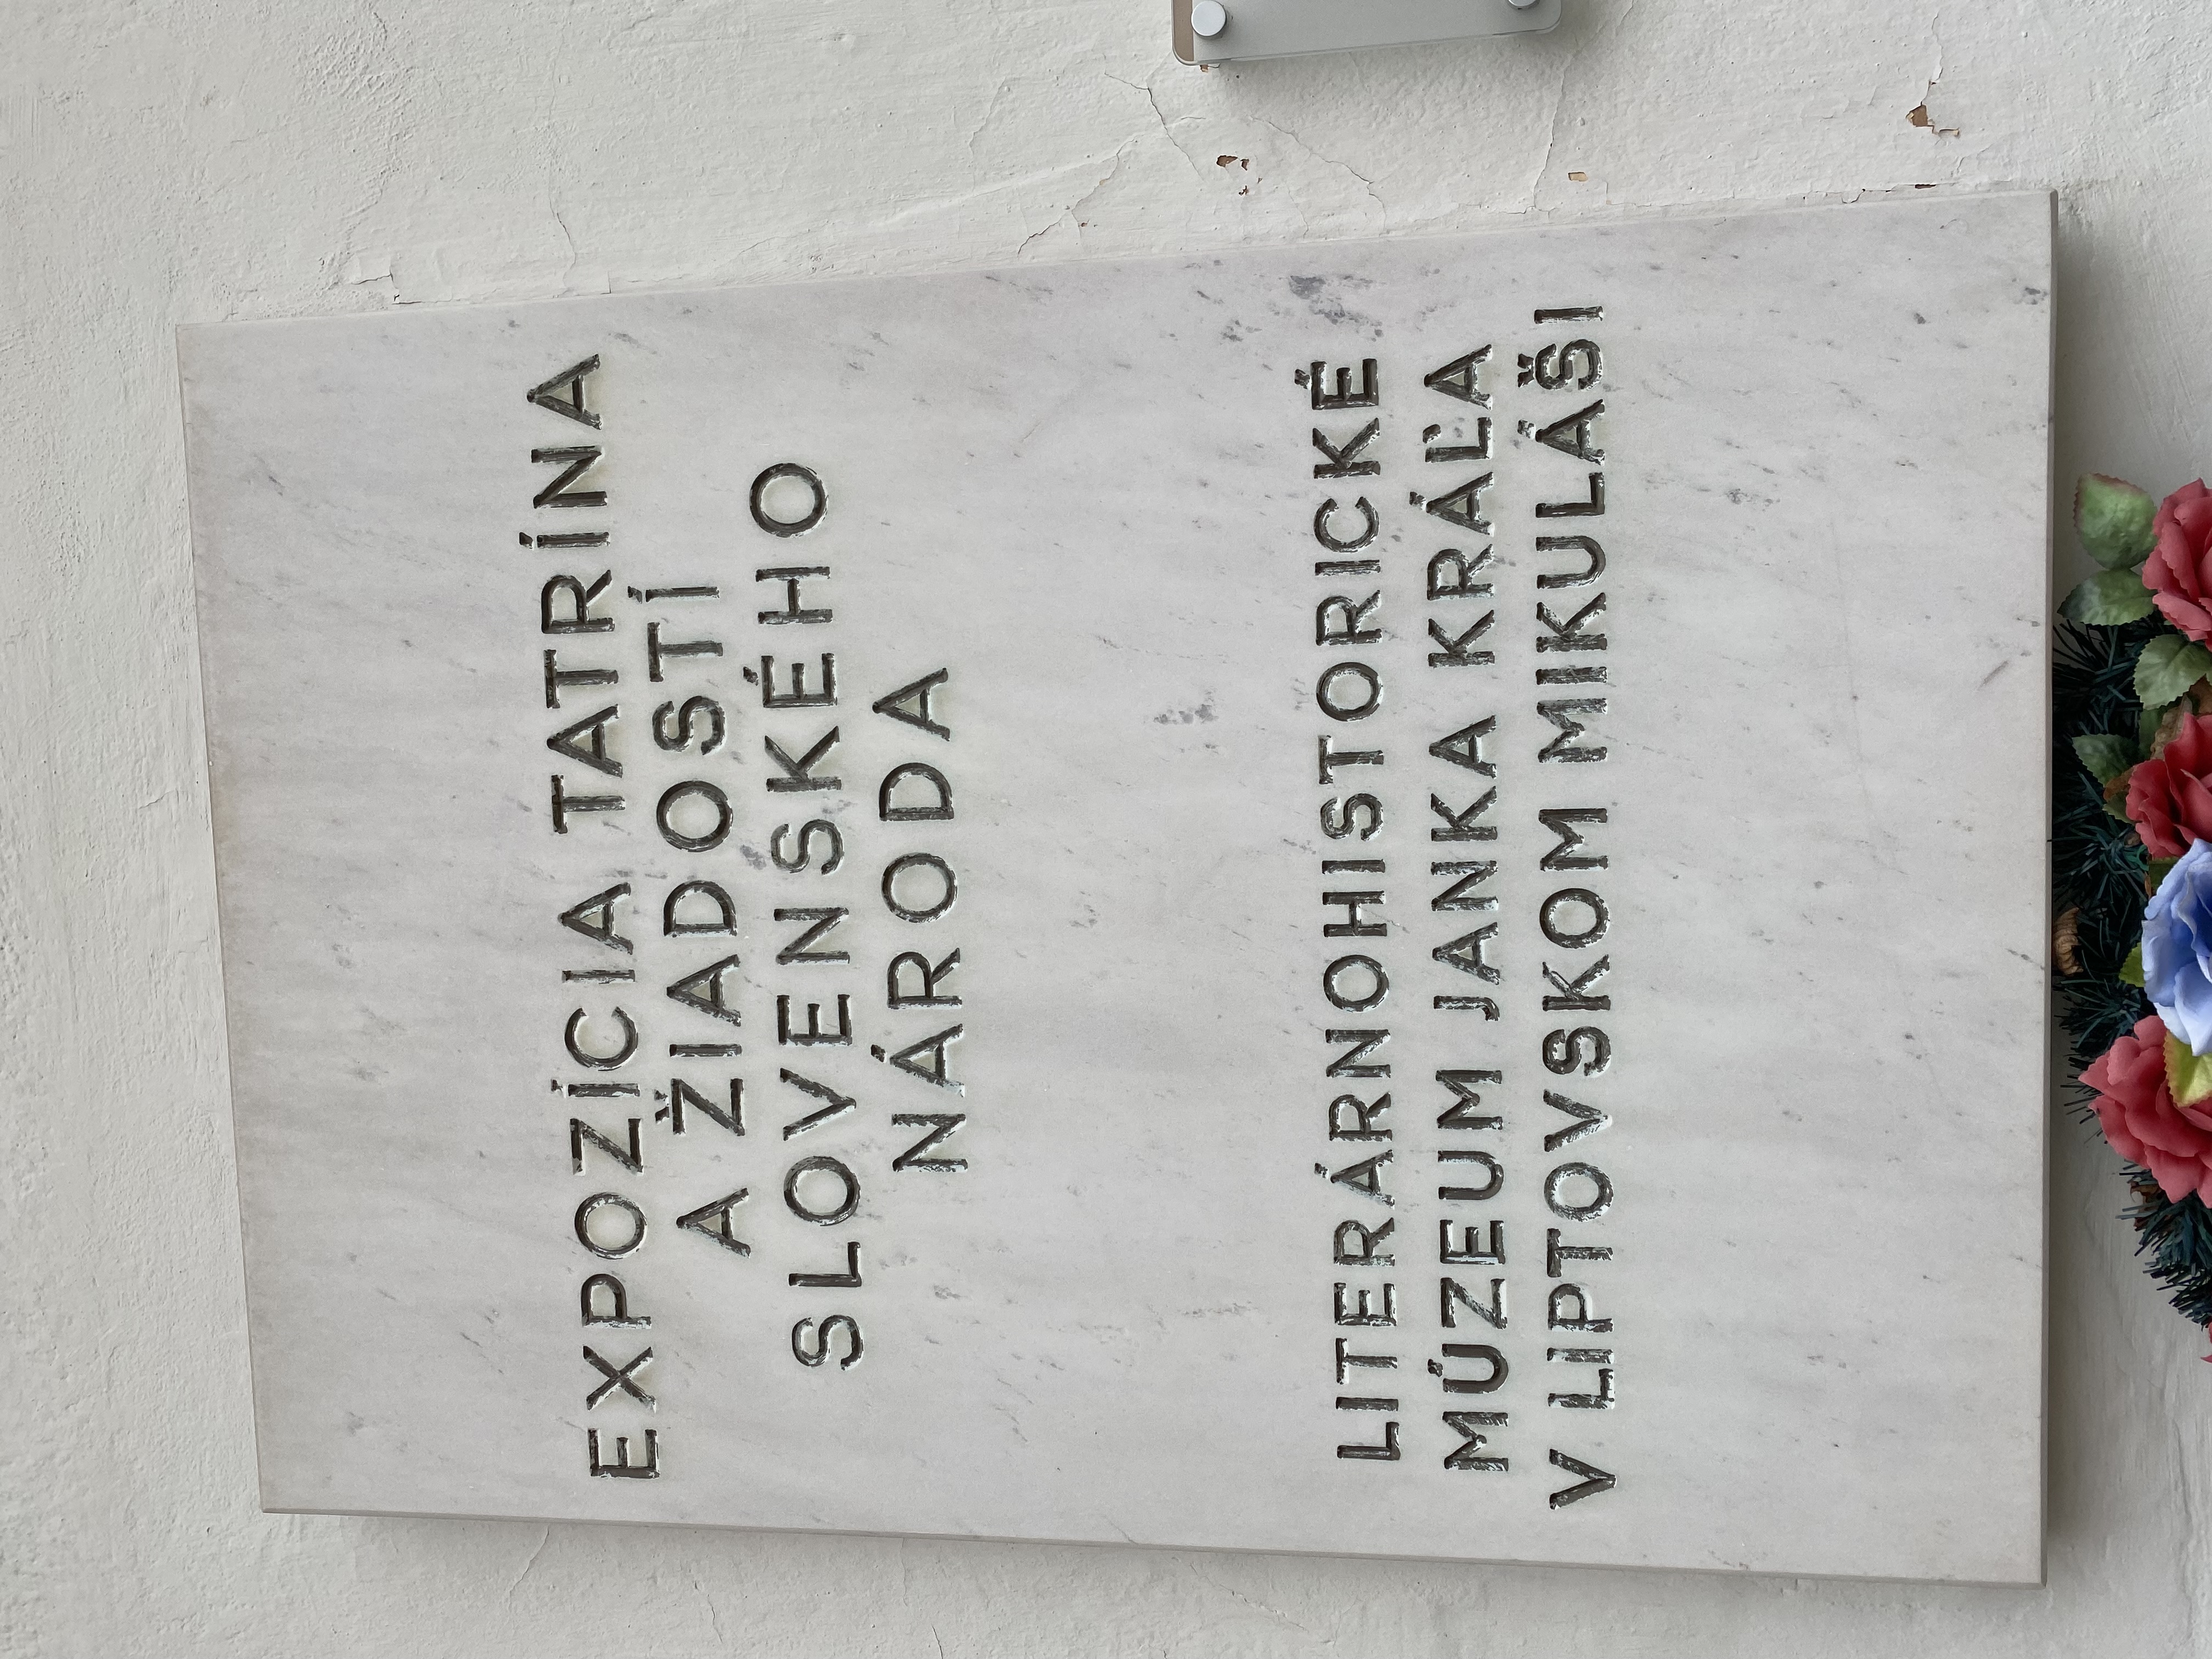 EXPOZÍCIA TATRÍNA
A ŽIADOSTÍ
SLOVENSKÉHO
NÁRODA
LITERÁRNOHISTORICKÉ
MÚZEUM JANKA KRÁĽA
V LIPTOVSKOM MIKULÁŠI